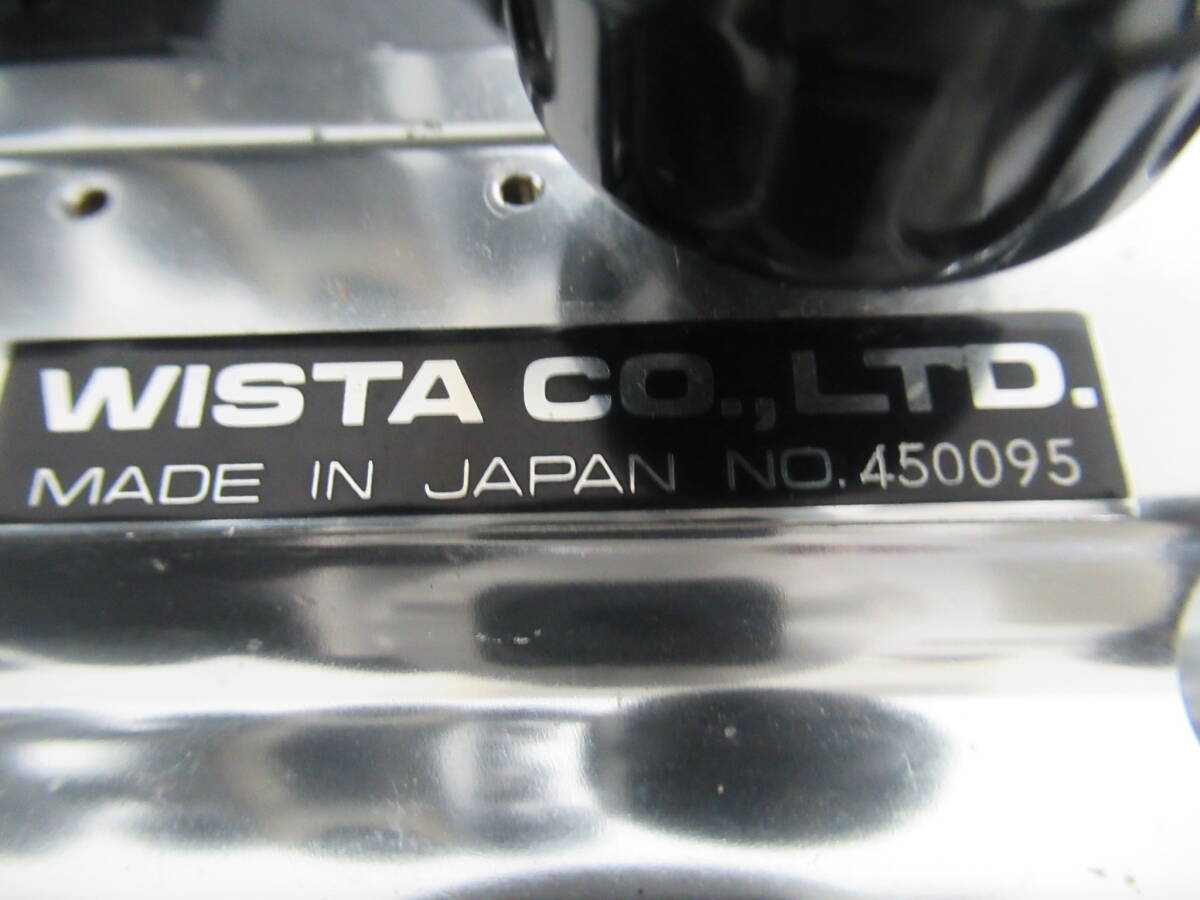 WISTA CO., LTD.
MADE IN JAPAN NO. 450095